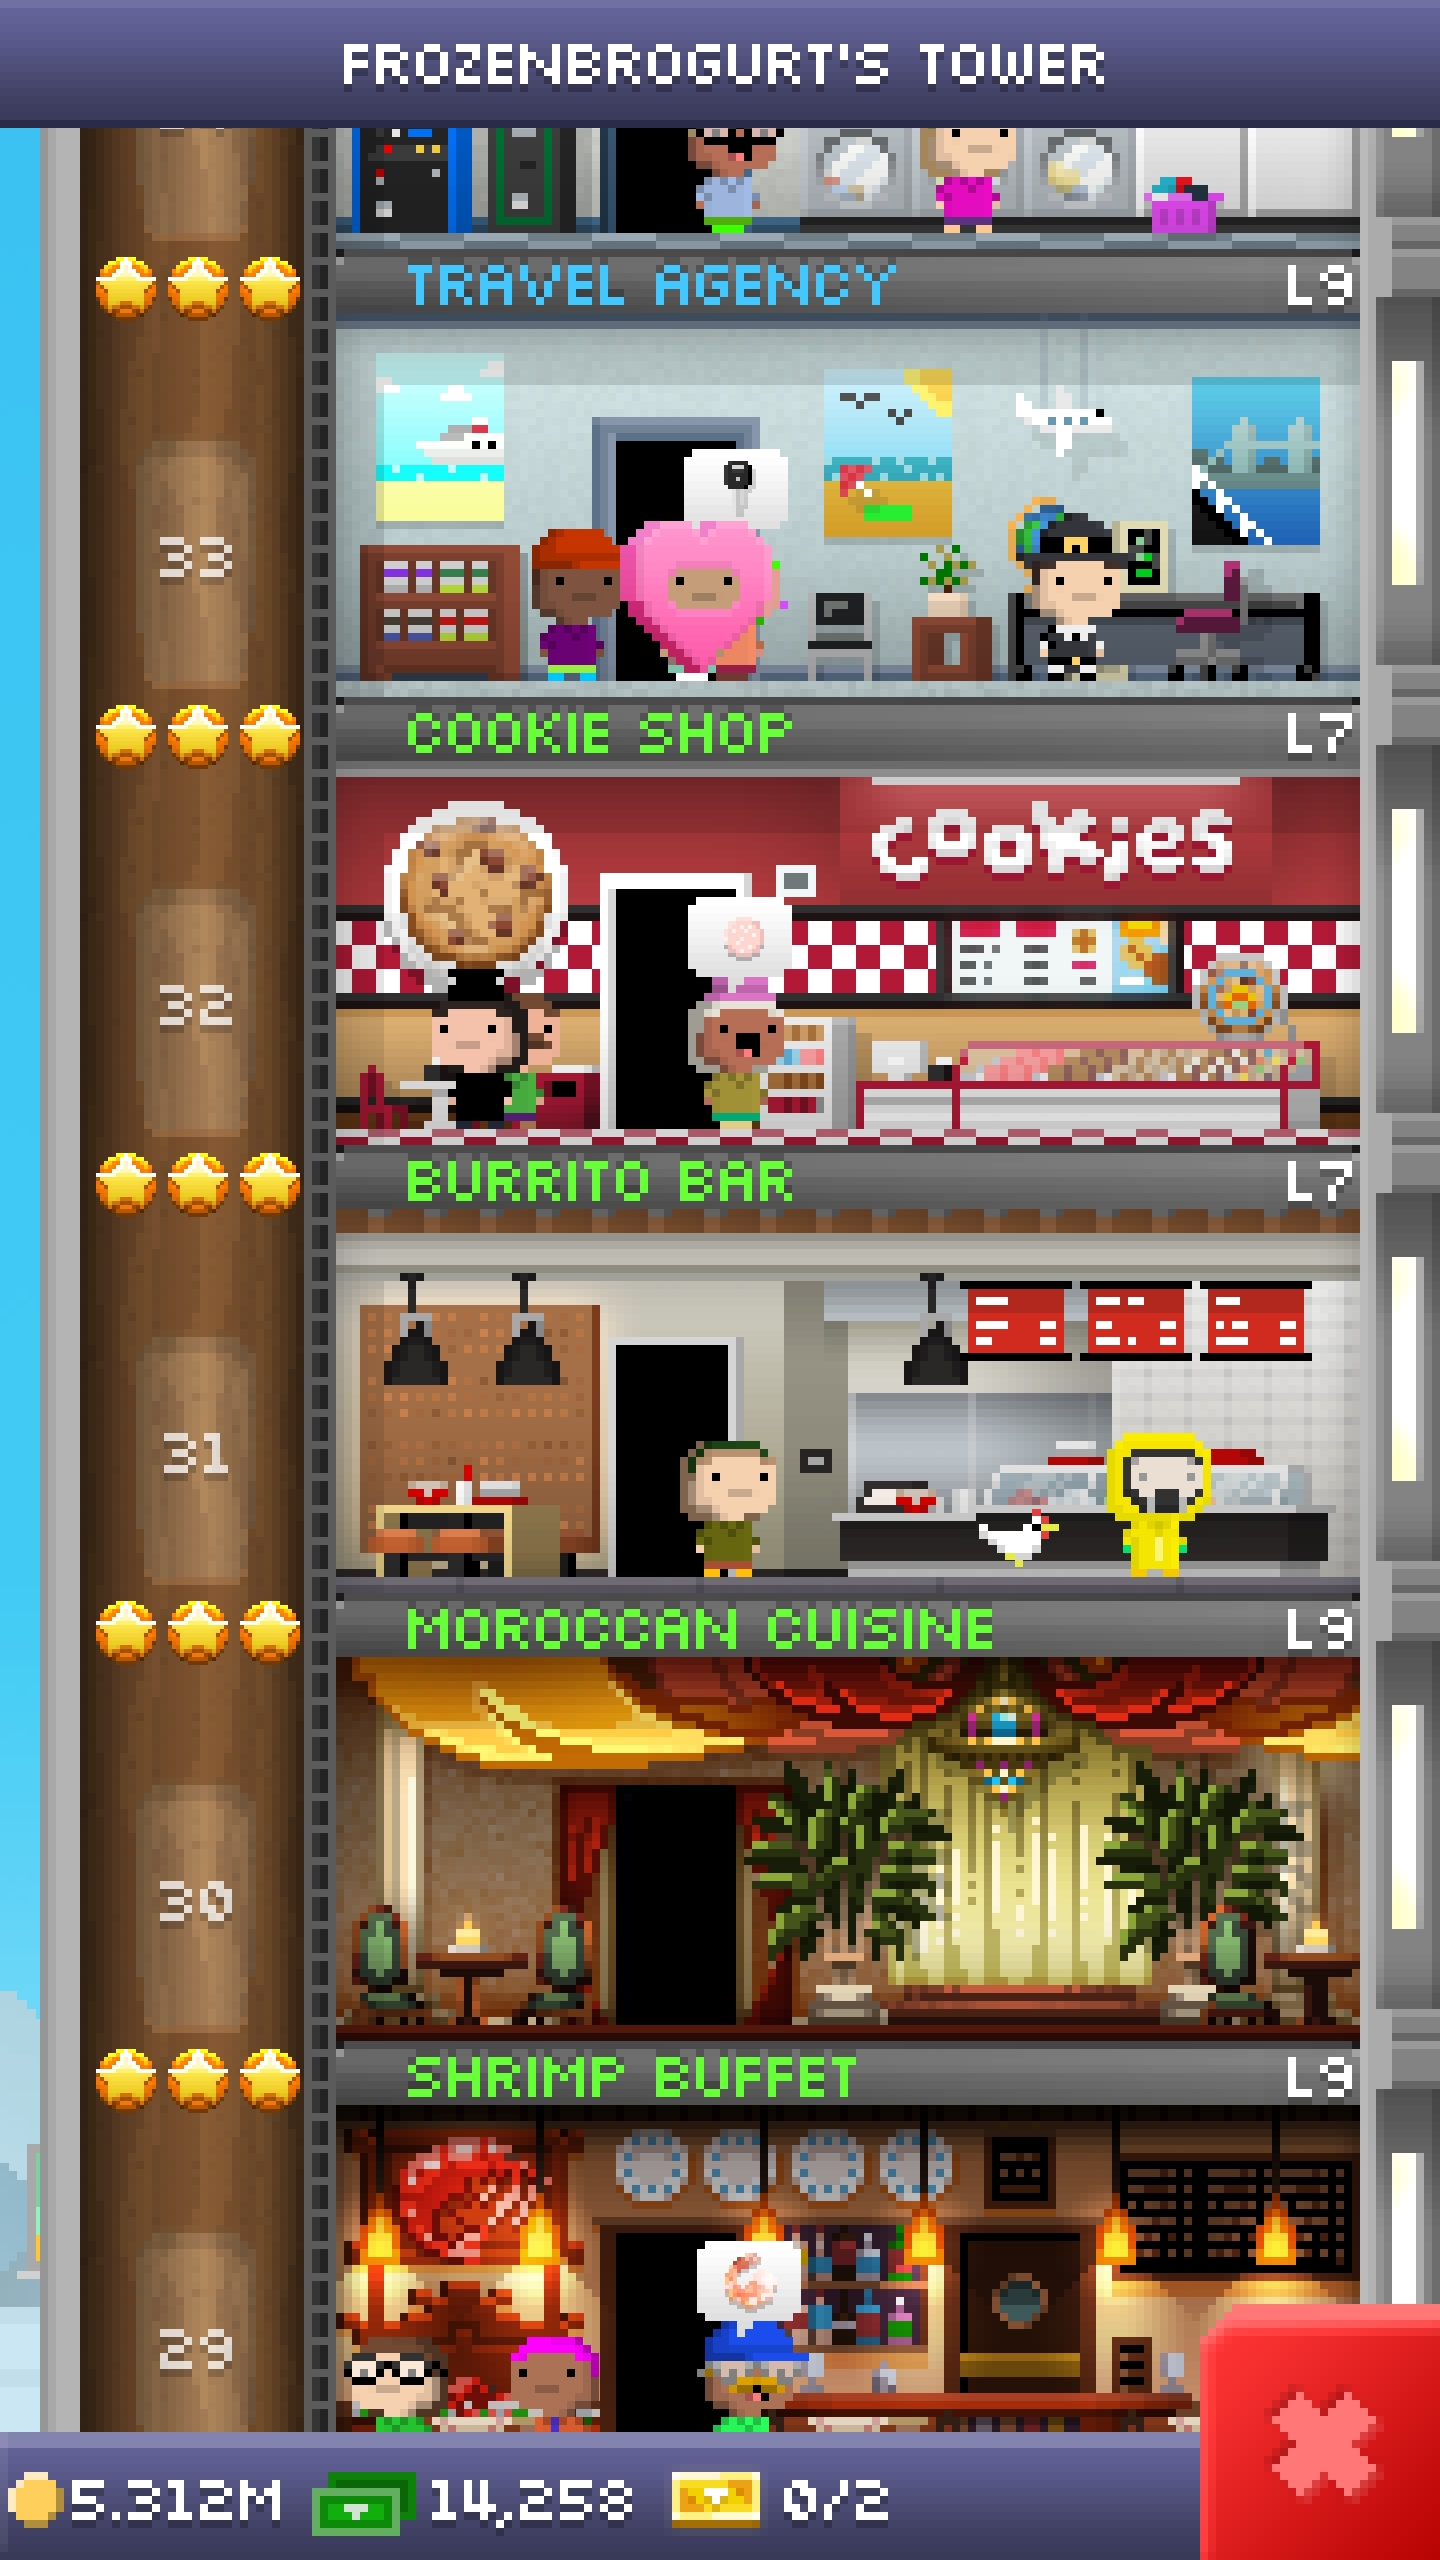 FROZENBROGURT'S TOWER
TRAVEL AGENCY L9
33
COOKIE SHOP L7
cookies
32
BURRITO BAR L7
31
MOROCCAN CUISINE L9
30
SHRIMP BUFFET L9
29
5.312M 14,258 0/2